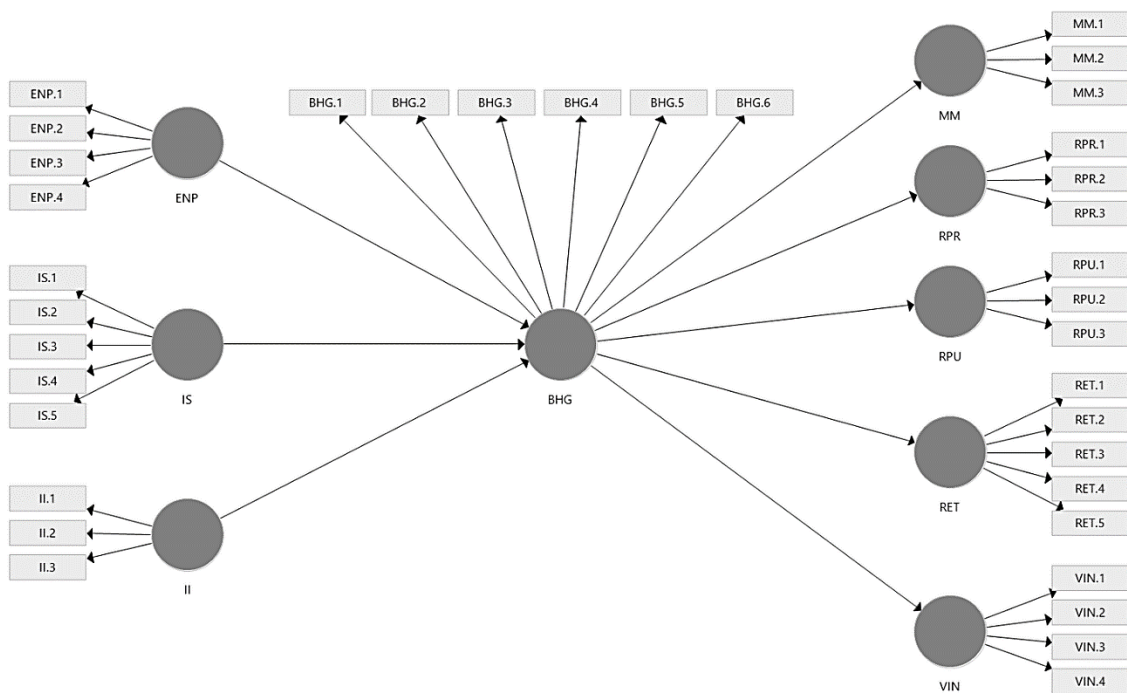 ENP.1
ENP.2
ENP.3
ENP.4
ENP
IS.1
IS.2
IS.3
IS.4
IS.5
IS
II.1
II.2
II.3
II
BHG.1
BHG.2
BHG.3
BHG.4
BHG.5
BHG.6
BHG
MM.1
MM.2
MM.3
MM
RPR.1
RPR.2
RPR.3
RPR
RPU.1
RPU.2
RPU.3
RPU
RET.1
RET.2
RET.3
RET.4
RET.5
RET
VIN.1
VIN.2
VIN.3
VIN.4
VIN